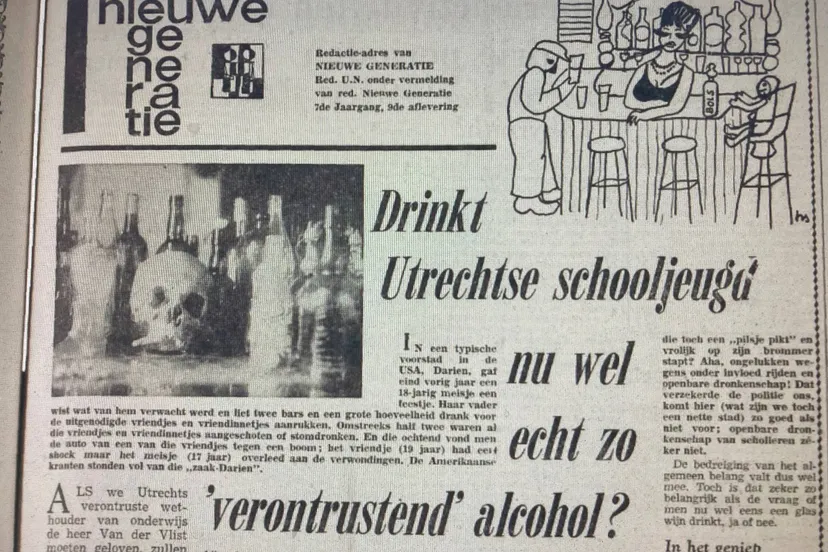 nieuwe
ge
ne
ra
tie
Redactie-adres van
NIEUWE GENERATIE
Red. U.N. onder vermelding
van red. Nieuwe Generatie
7de Jaargang, 9de aflevering
BOLS
hs
Drinkt
Utrechtse schooljeugd
nu wel
echt zo
'verontrustend' alcohol?
IN een typische
voorstad in de
USA, Darien, gaf
eind vorig jaar een
18-jarig meisje een
feestje. Haar vader
wist wat van hem verwacht werd en liet twee bars en een grote hoeveelheid drank voor
de uitgenodigde vriendjes en vriendinnetjes aanrukken. Omstreeks half twee waren al
die vriendjes en vriendinnetjes aangeschoten of stomdronken. En die ochtend vond men
de auto van een van die vriendjes tegen een boom; het vriendje (19 jaar) had een
shock maar het meisje (17 jaar) overleed aan de verwondingen. De Amerikaanse
kranten stonden vol van die „zaak-Darien".
ALS we Utrechts
verontruste wet-
houder van onderwijs
de heer Van der Vlist
moeten geloven, zullen
die toch een „pilsje pikt" en
vrolijk op zijn brommer
stapt? Aha, ongelukken we-
gens onder invloed rijden en
openbare dronkenschap! Dat
verzekerde de politie ons,
komt hier (wat zijn we toch
een nette stad) zo goed als
niet voor; openbare dron-
kenschap van scholieren ze-
ker niet.
De bedreiging van het al-
gemeen belang valt dus wel
mee. Toch is dat zeker zo
belangrijk als de vraag of
men nu wel eens een glas
wijn drinkt, ja of nee.
In het geniep